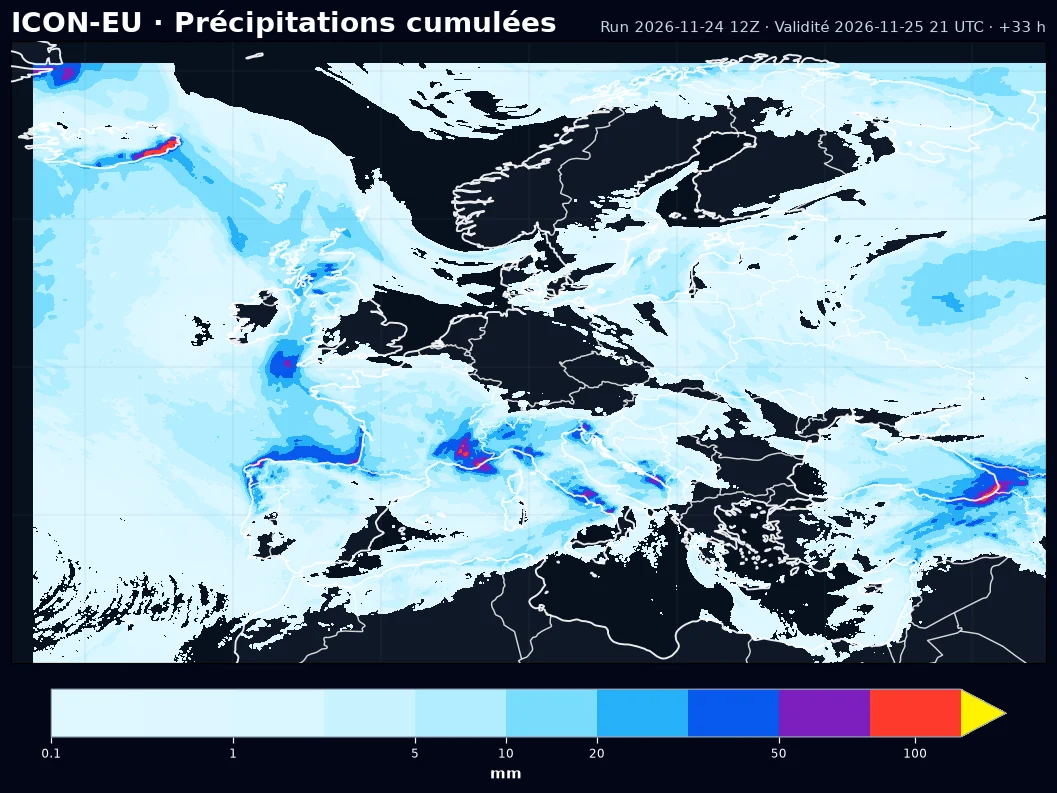 ICON-EU · Précipitations cumulées
Run 2026-11-24 12Z · Validité 2026-11-25 21 UTC · +33 h
0.1 1 5 10 20 50 100
mm